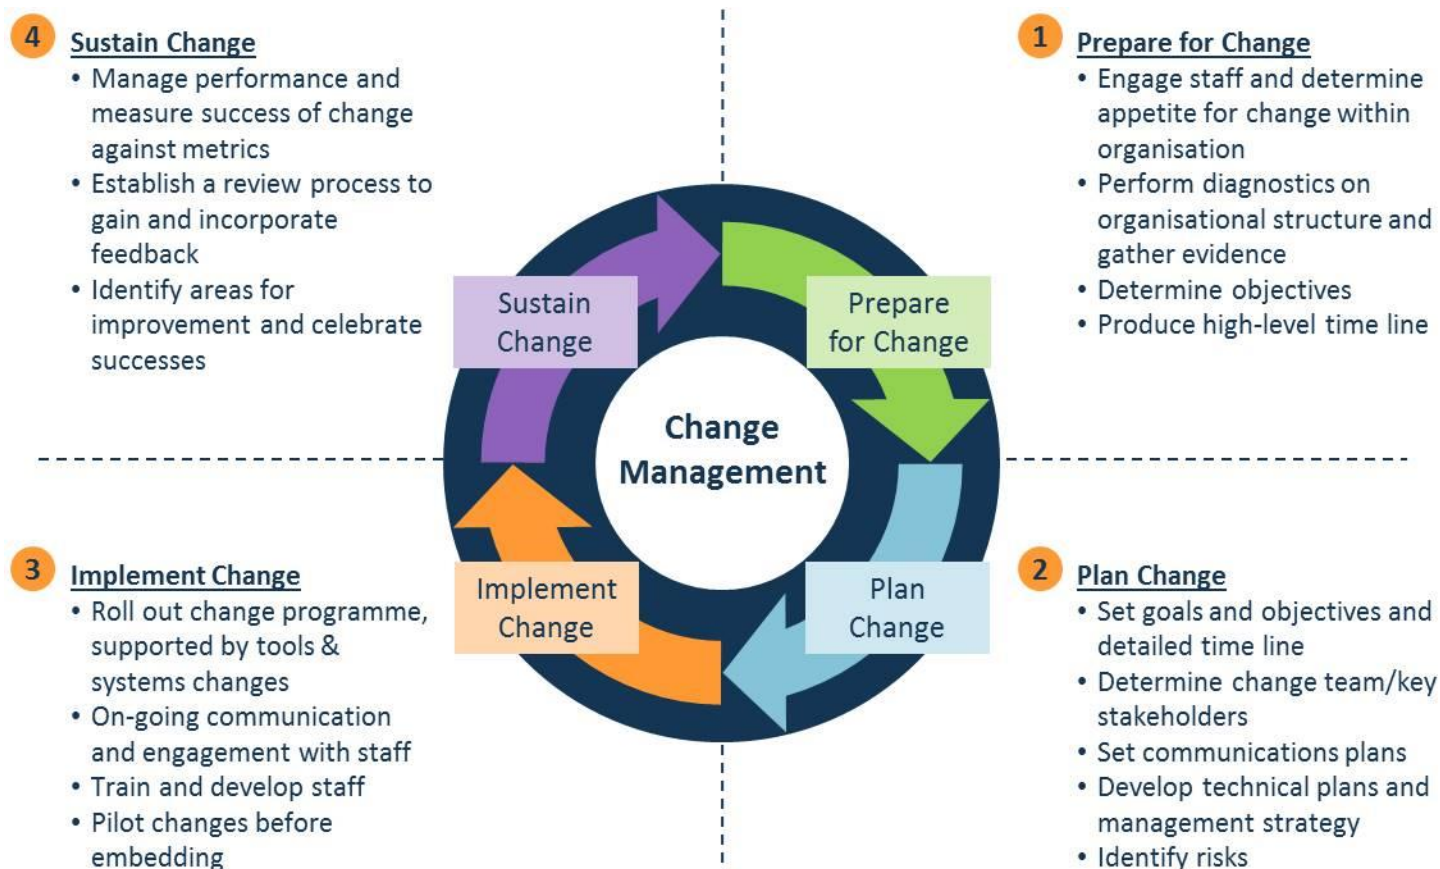 1
Prepare for Change
• Engage staff and determine
appetite for change within
organisation
• Perform diagnostics on
organisational structure and
gather evidence
• Determine objectives
• Produce high-level time line
2
Plan Change
• Set goals and objectives and
detailed time line
• Determine change team/key
stakeholders
• Set communications plans
• Develop technical plans and
management strategy
• Identify risks
3
Implement Change
• Roll out change programme,
supported by tools &
systems changes
• On-going communication
and engagement with staff
• Train and develop staff
• Pilot changes before
embedding
4
Sustain Change
• Manage performance and
measure success of change
against metrics
• Establish a review process to
gain and incorporate
feedback
• Identify areas for
improvement and celebrate
successes
Change
Management
Prepare
for Change
Plan
Change
Implement
Change
Sustain
Change